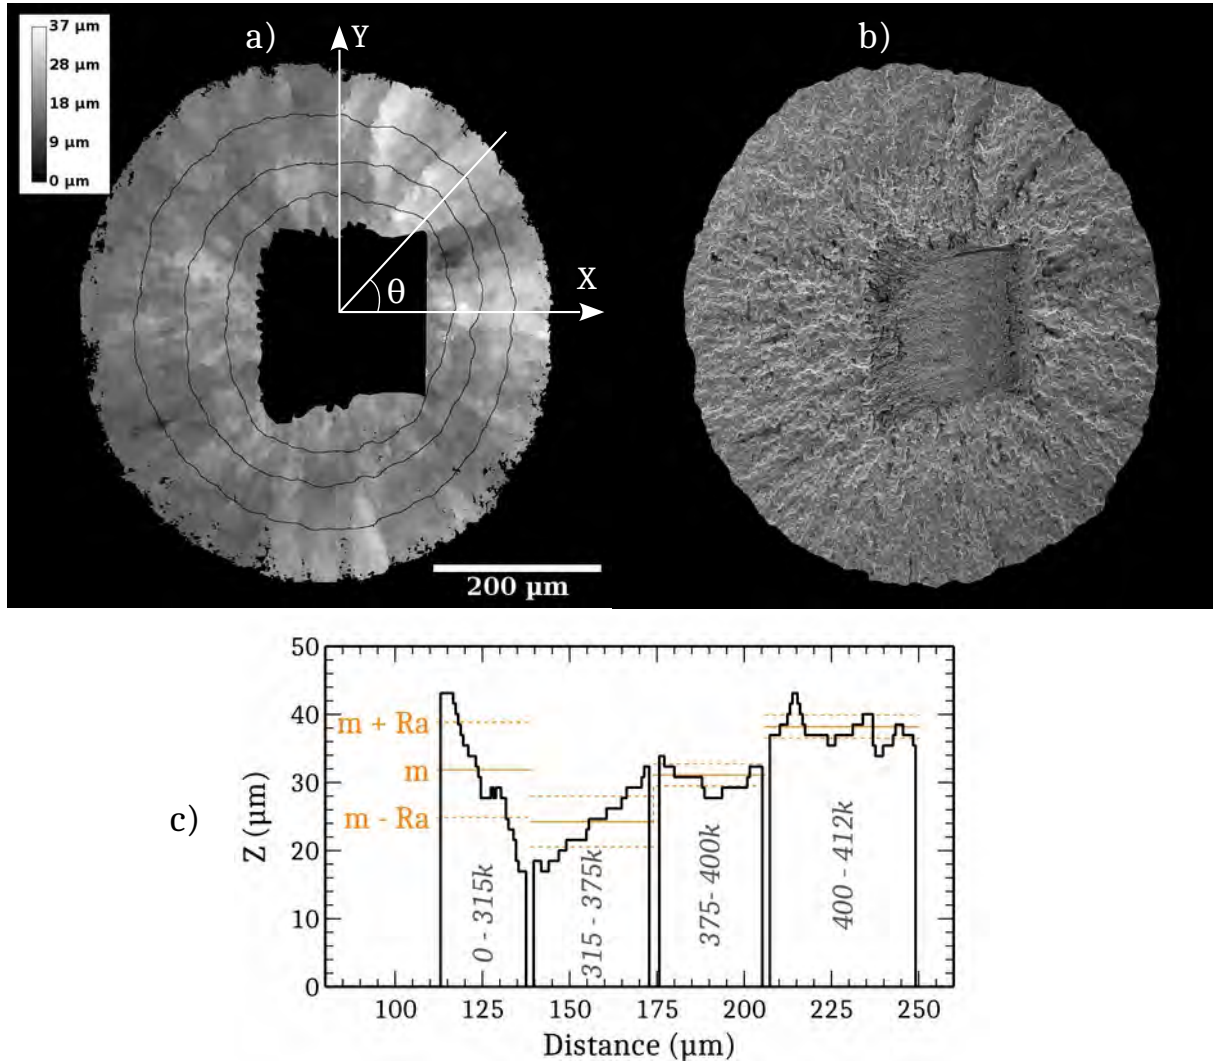 a)
b)
37 µm
28 µm
18 µm
9 µm
0 µm
Y
X
θ
200 µm
c)
50
40
30
20
10
0
Z (µm)
m + Ra
m
m - Ra
0 - 315k
315 - 375k
375- 400k
400 - 412k
100
125
150
175
200
225
250
Distance (µm)